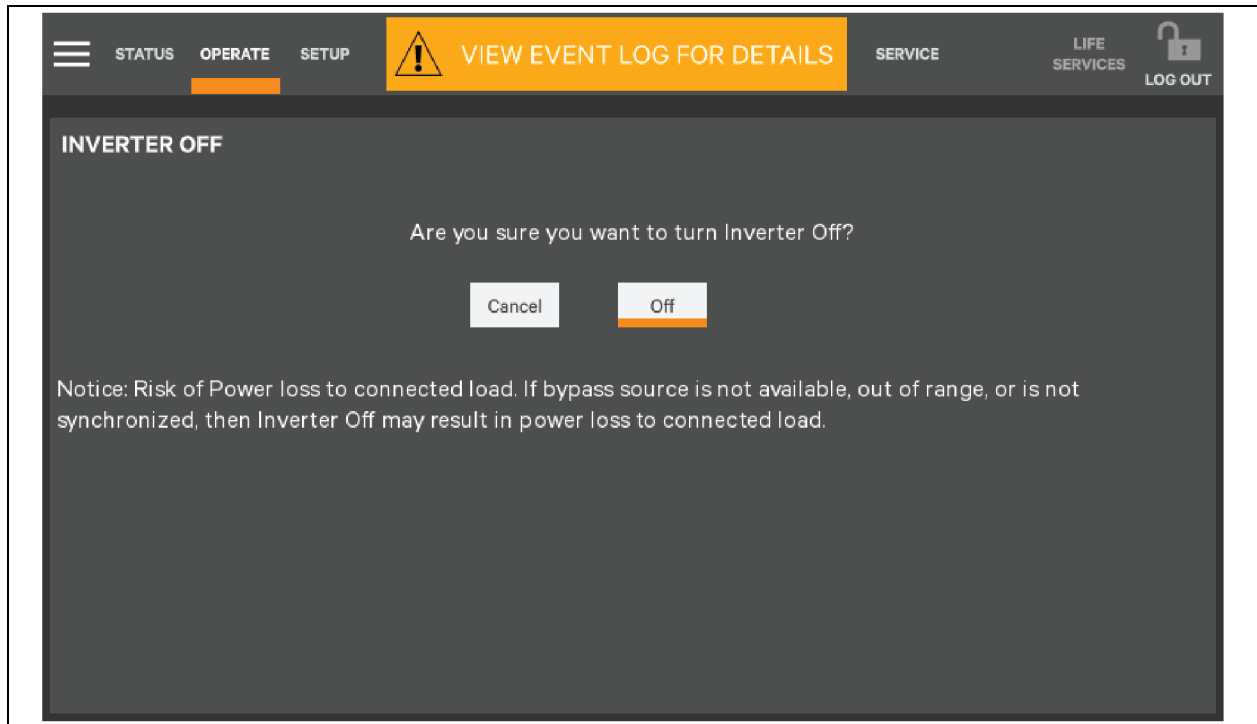 STATUS OPERATE SETUP VIEW EVENT LOG FOR DETAILS SERVICE LIFE
SERVICES
1
LOG OUT
INVERTER OFF
Are you sure you want to turn Inverter Off?
Cancel Off
Notice: Risk of Power loss to connected load. If bypass source is not available, out of range, or is not
synchronized, then Inverter Off may result in power loss to connected load.